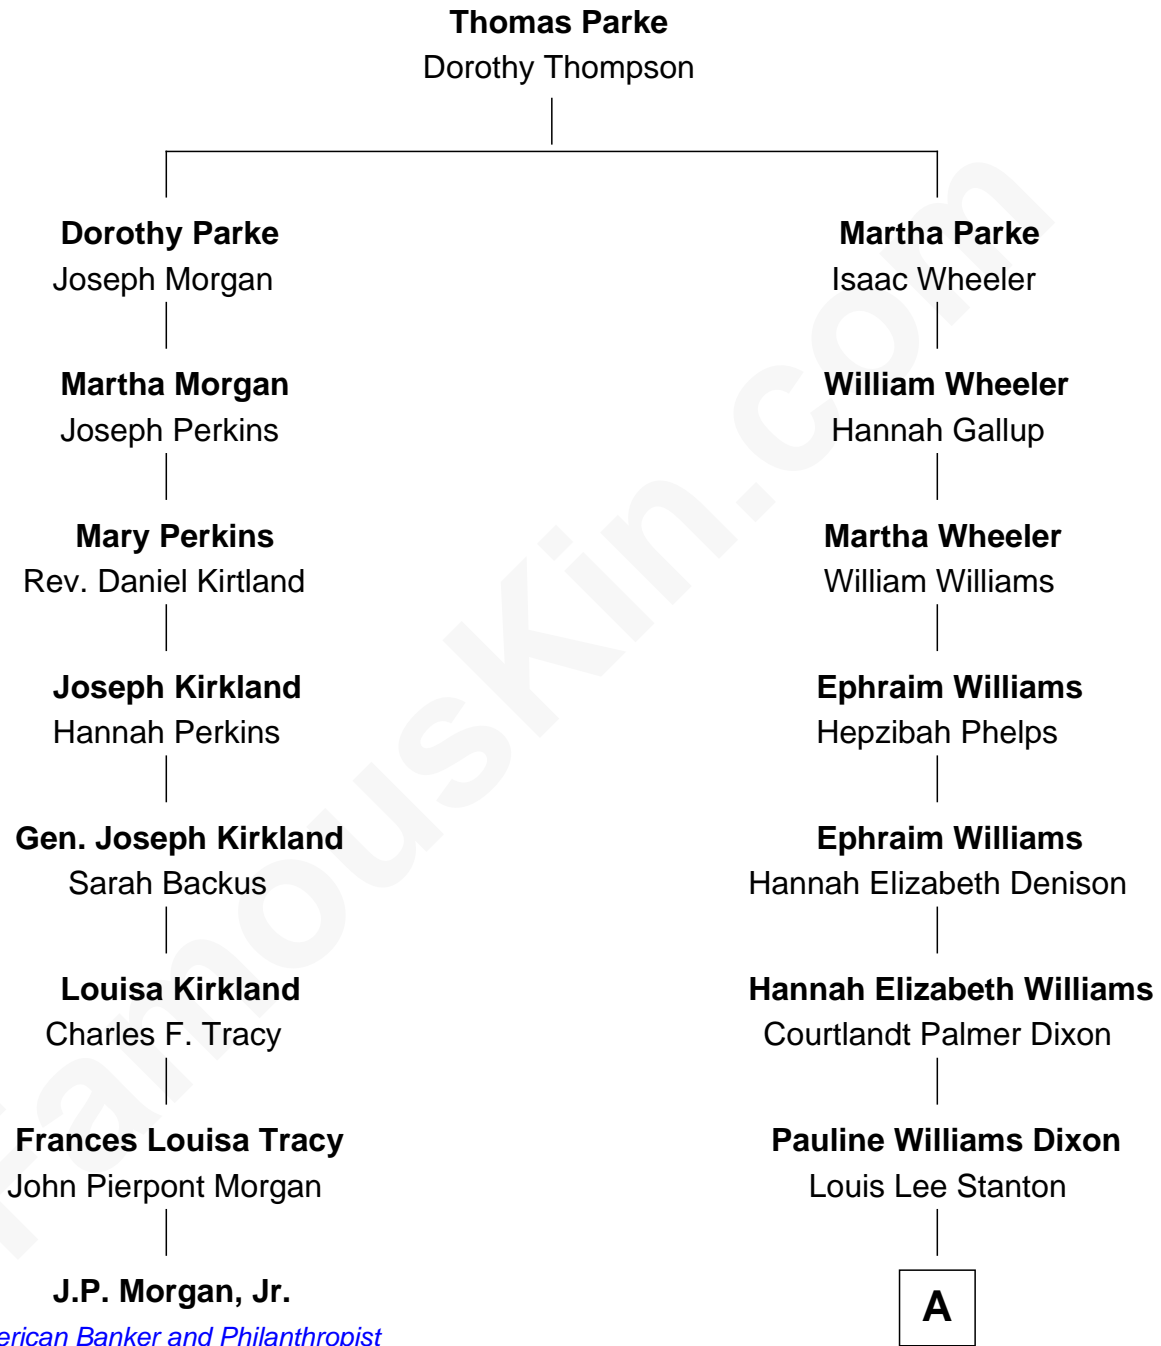 Thomas Parke
Dorothy Thompson
Dorothy Parke
Joseph Morgan
Martha Morgan
Joseph Perkins
Mary Perkins
Rev. Daniel Kirtland
Joseph Kirkland
Hannah Perkins
Gen. Joseph Kirkland
Sarah Backus
Louisa Kirkland
Charles F. Tracy
Frances Louisa Tracy
John Pierpont Morgan
J.P. Morgan, Jr.
erican Banker and Philanthropist
Martha Parke
Isaac Wheeler
William Wheeler
Hannah Gallup
Martha Wheeler
William Williams
Ephraim Williams
Hepzibah Phelps
Ephraim Williams
Hannah Elizabeth Denison
Hannah Elizabeth Williams
Courtlandt Palmer Dixon
Pauline Williams Dixon
Louis Lee Stanton
A
FamousKin.com